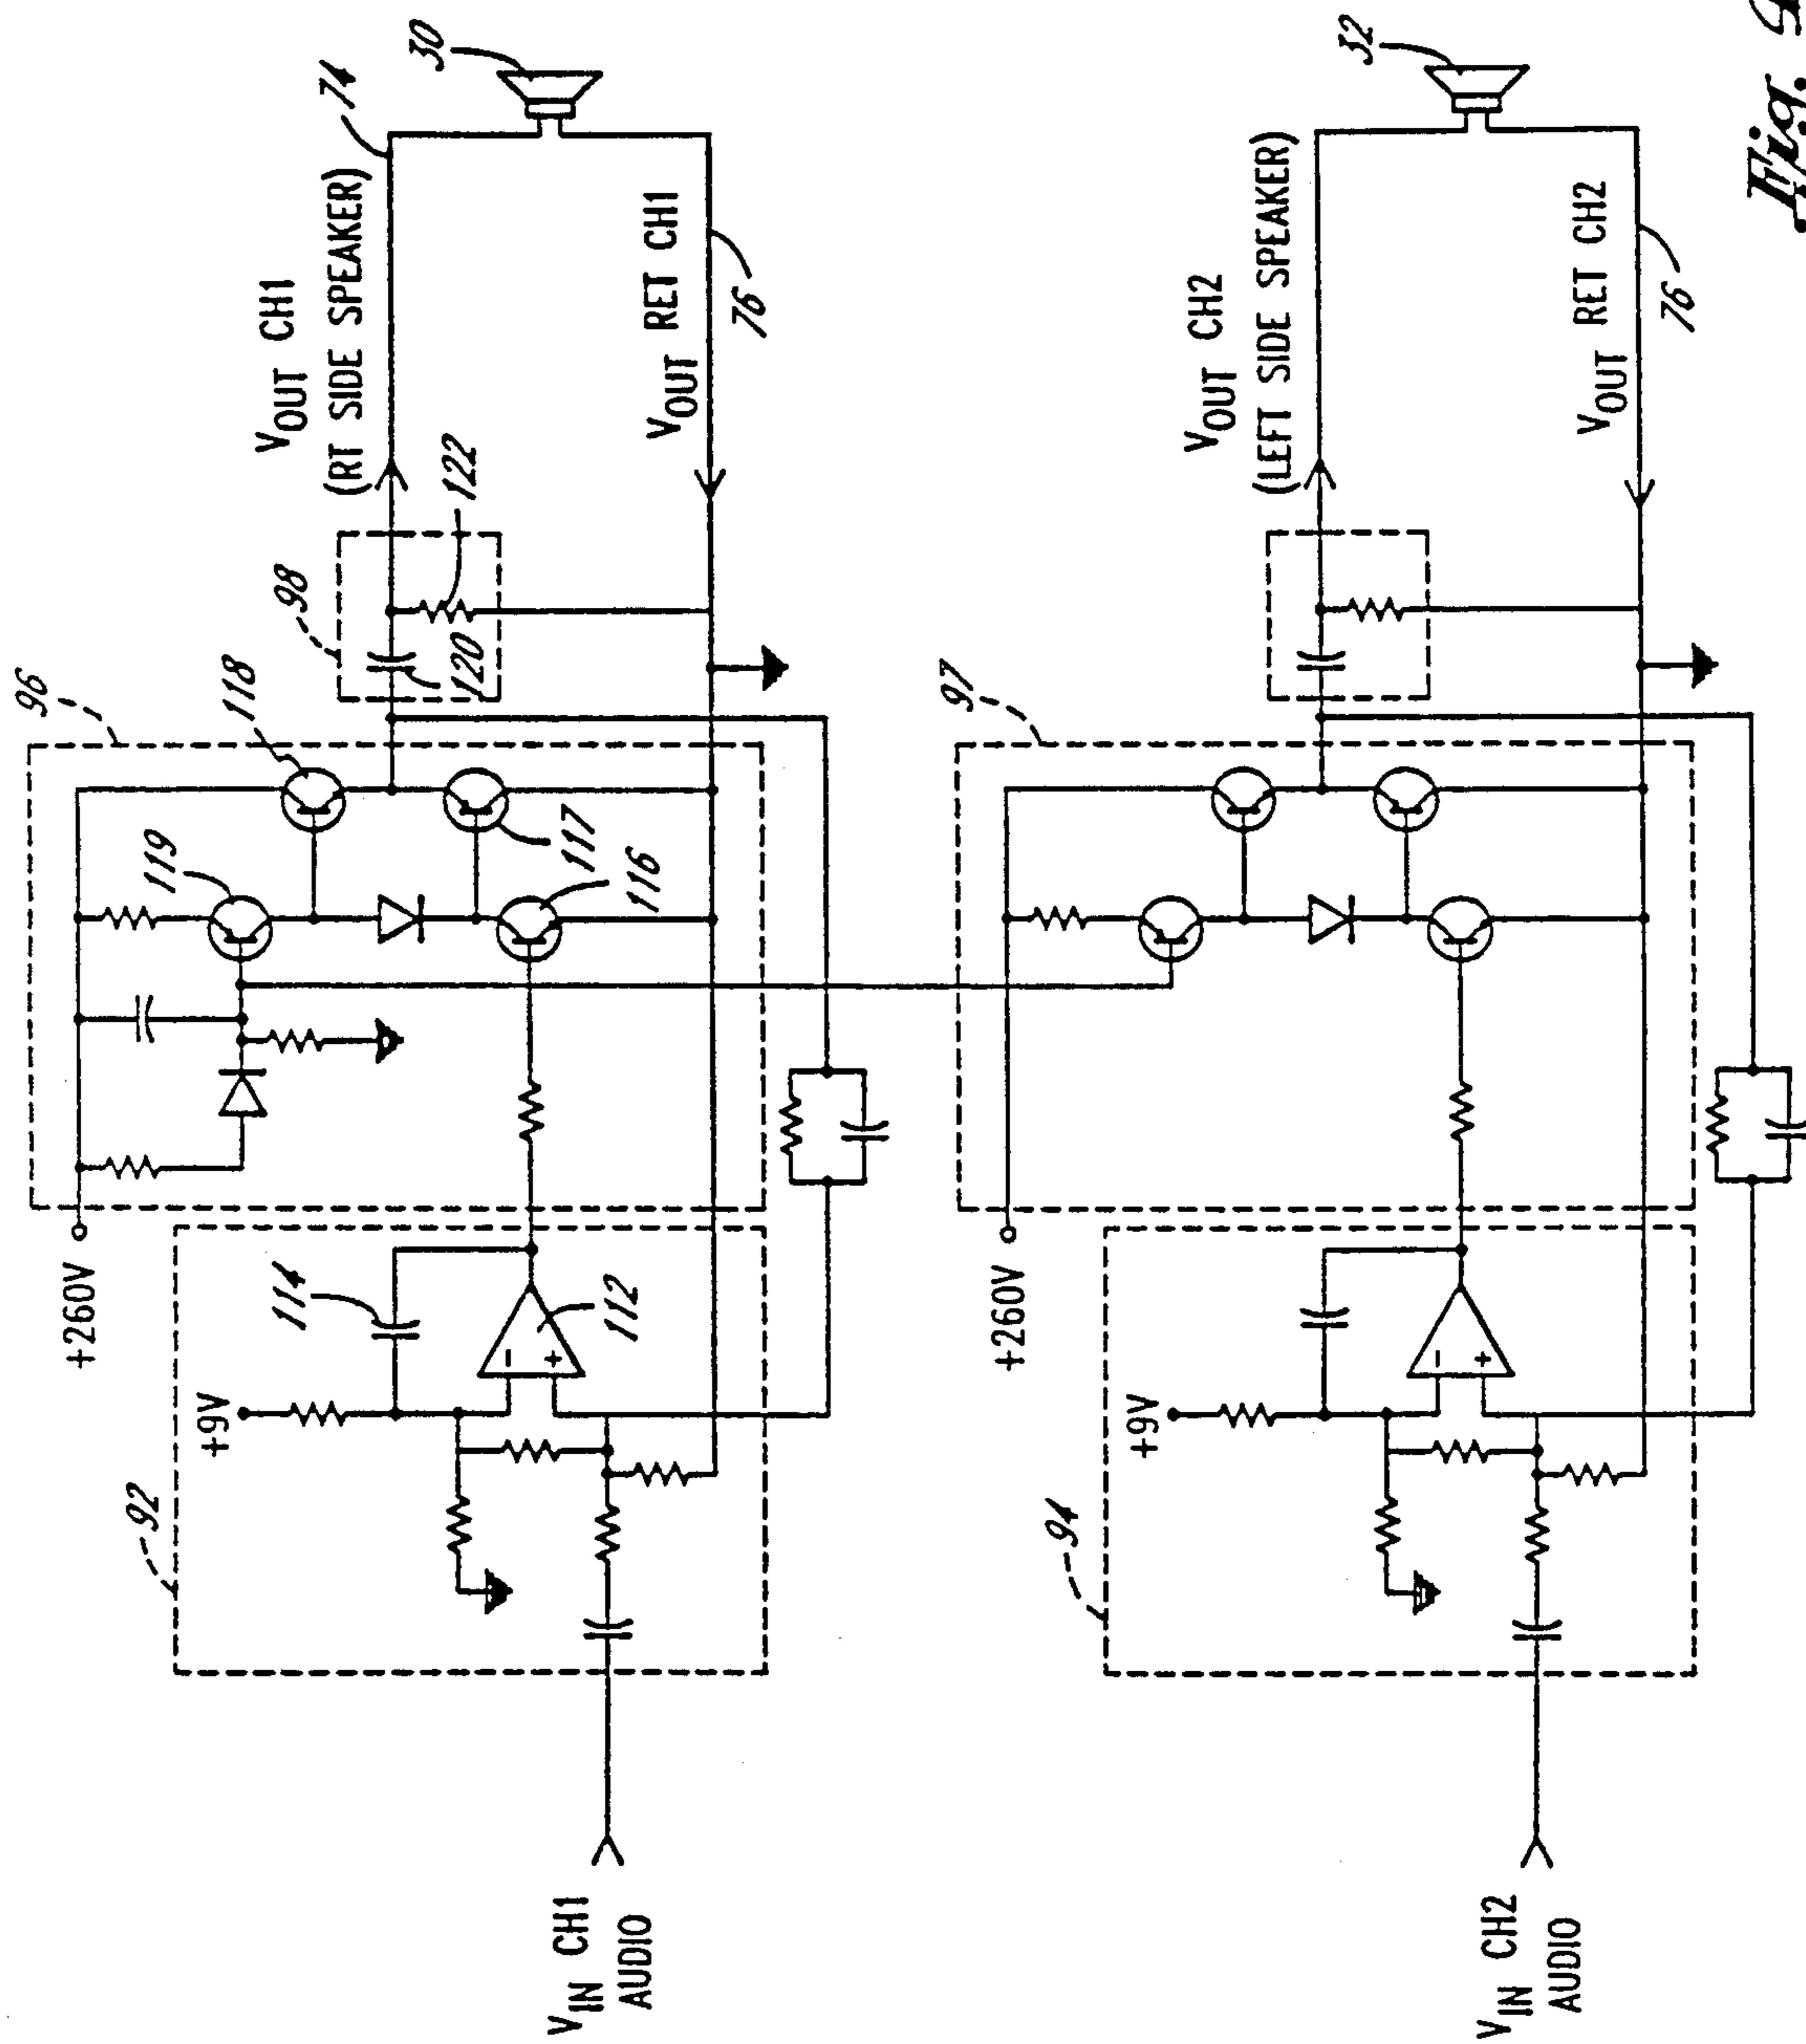 96
118
+260V
119
98
V_OUT CH1
(RT SIDE SPEAKER)
74
30
122
120
114
+9V
92
112
117
116
V_OUT RET CH1
76
V_IN CH1
AUDIO
97
+260V
V_OUT CH2
(LEFT SIDE SPEAKER)
32
+9V
94
V_OUT RET CH2
76
V_IN CH2
AUDIO
- +
- +
Fig.